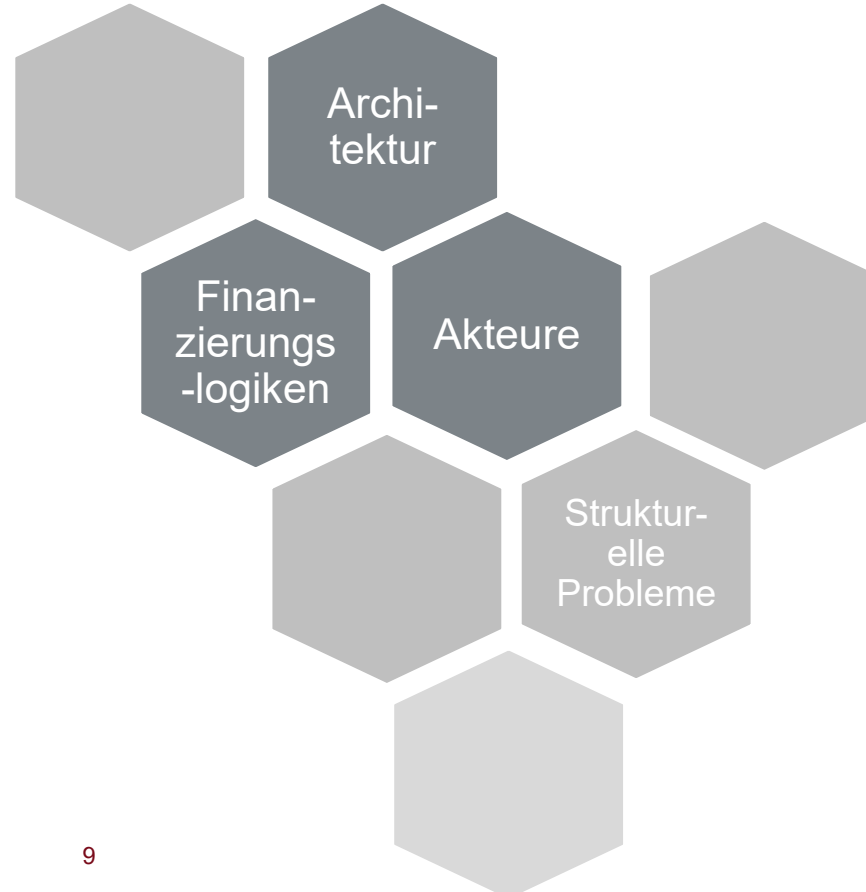 Archi-
tektur
Finan-
zierungs
-logiken
Akteure
Struktur-
elle
Probleme
9